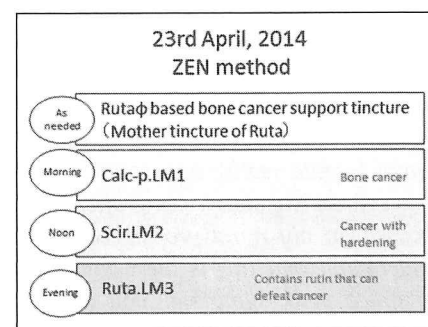 23rd April, 2014
ZEN method
As needed
Rutaφ based bone cancer support tincture
（Mother tincture of Ruta）
Morning
Calc-p.LM1
Bone cancer
Noon
Scir.LM2
Cancer with
hardening
Evening
Ruta.LM3
Contains rutin that can
defeat cancer